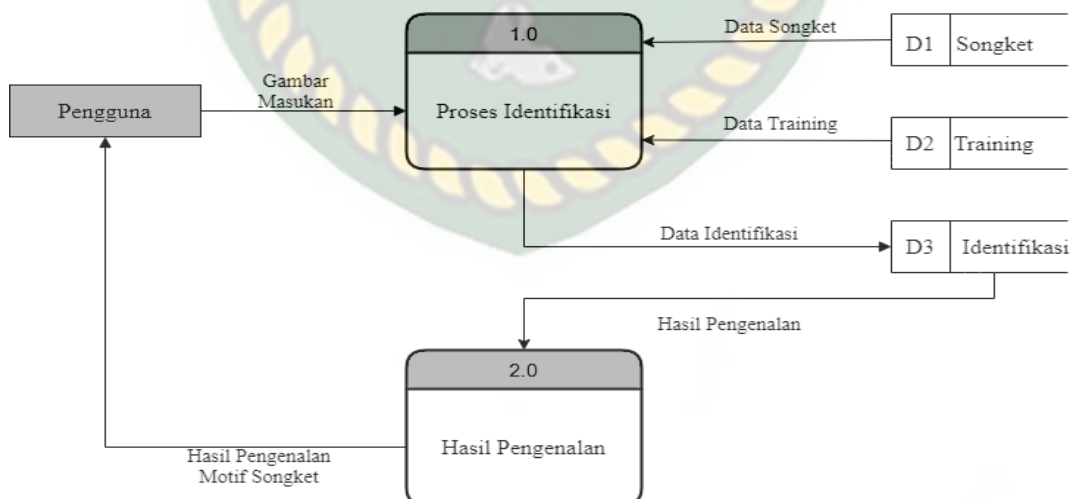 1.0
Data Songket
D1 Songket
Gambar
Masukan
Pengguna
Proses Identifikasi
Data Training
D2 Training
Data Identifikasi
D3 Identifikasi
Hasil Pengenalan
2.0
Hasil Pengenalan
Hasil Pengenalan
Motif Songket